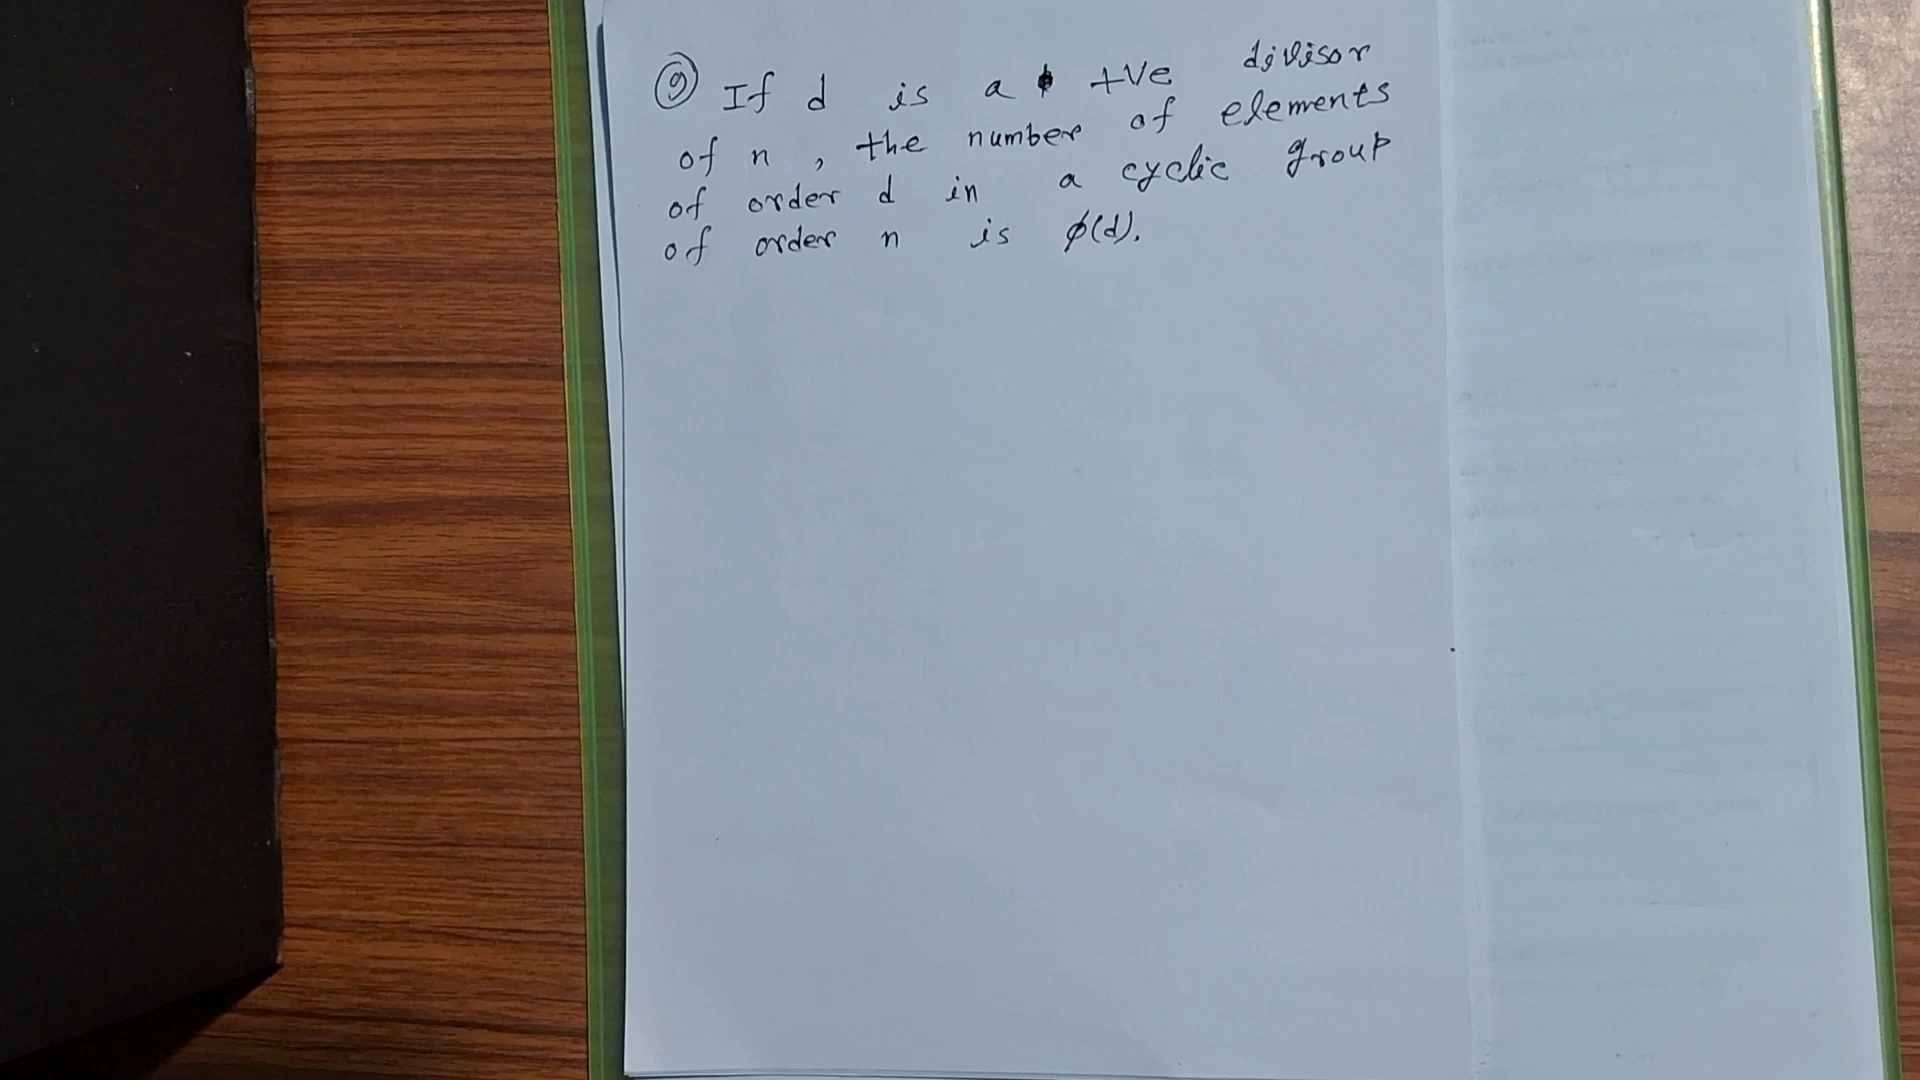 ⑨ If d is a +ve divisor
of n, the number of elements
of order d in a cyclic group
of order n is ϕ(d).